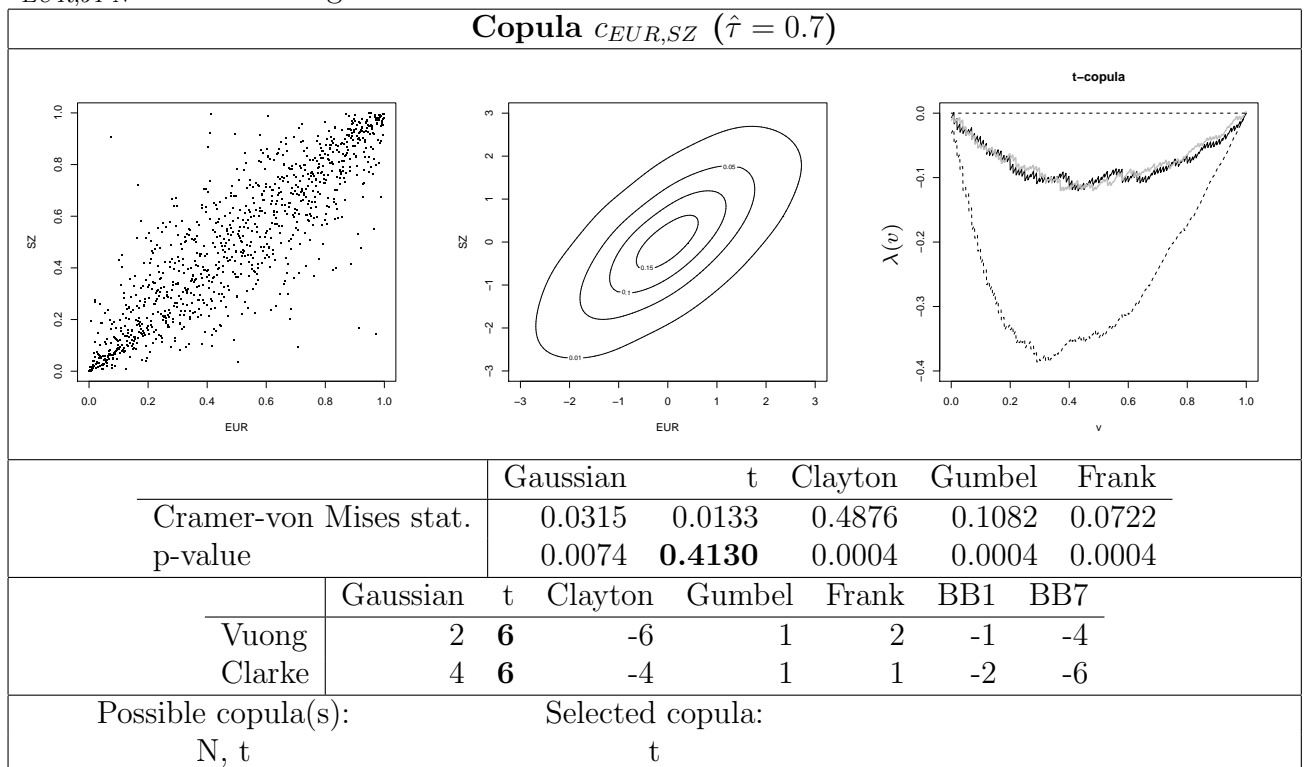 Copula c_{EUR,SZ} (τ̂ = 0.7)
t−copula
SZ
0.0 0.2 0.4 0.6 0.8 1.0
0.0 0.2 0.4 0.6 0.8 1.0
EUR
SZ
−3 −2 −1 0 1 2 3
0.01
0.05
0.1
0.15
−3 −2 −1 0 1 2 3
EUR
λ(v)
−0.4 −0.3 −0.2 −0.1 0.0
0.0 0.2 0.4 0.6 0.8 1.0
v
Gaussian t Clayton Gumbel Frank
Cramer-von Mises stat. 0.0315 0.0133 0.4876 0.1082 0.0722
p-value 0.0074 0.4130 0.0004 0.0004 0.0004
Gaussian t Clayton Gumbel Frank BB1 BB7
Vuong 2 6 -6 1 2 -1 -4
Clarke 4 6 -4 1 1 -2 -6
Possible copula(s): Selected copula:
N, t t